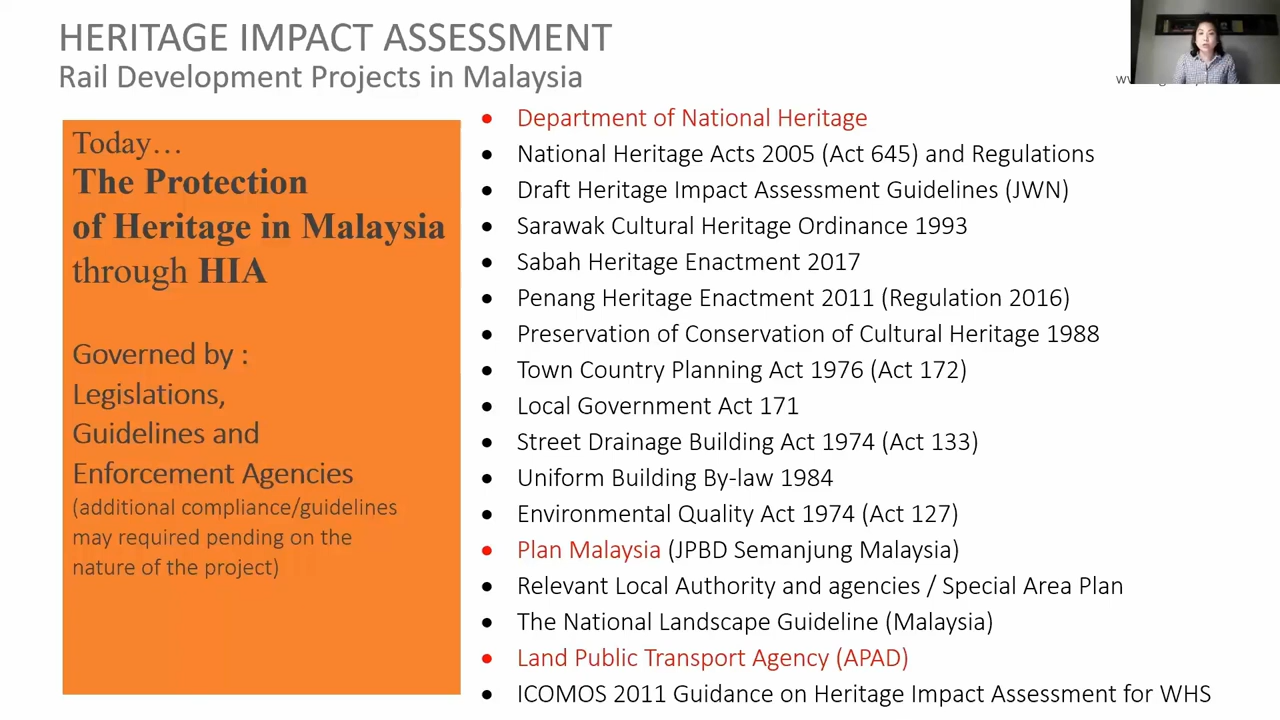 HERITAGE IMPACT ASSESSMENT
Rail Development Projects in Malaysia
Today…
The Protection
of Heritage in Malaysia
through HIA
Governed by :
Legislations,
Guidelines and
Enforcement Agencies
(additional compliance/guidelines
may required pending on the
nature of the project)
• Department of National Heritage
• National Heritage Acts 2005 (Act 645) and Regulations
• Draft Heritage Impact Assessment Guidelines (JWN)
• Sarawak Cultural Heritage Ordinance 1993
• Sabah Heritage Enactment 2017
• Penang Heritage Enactment 2011 (Regulation 2016)
• Preservation of Conservation of Cultural Heritage 1988
• Town Country Planning Act 1976 (Act 172)
• Local Government Act 171
• Street Drainage Building Act 1974 (Act 133)
• Uniform Building By-law 1984
• Environmental Quality Act 1974 (Act 127)
• Plan Malaysia (JPBD Semanjung Malaysia)
• Relevant Local Authority and agencies / Special Area Plan
• The National Landscape Guideline (Malaysia)
• Land Public Transport Agency (APAD)
• ICOMOS 2011 Guidance on Heritage Impact Assessment for WHS